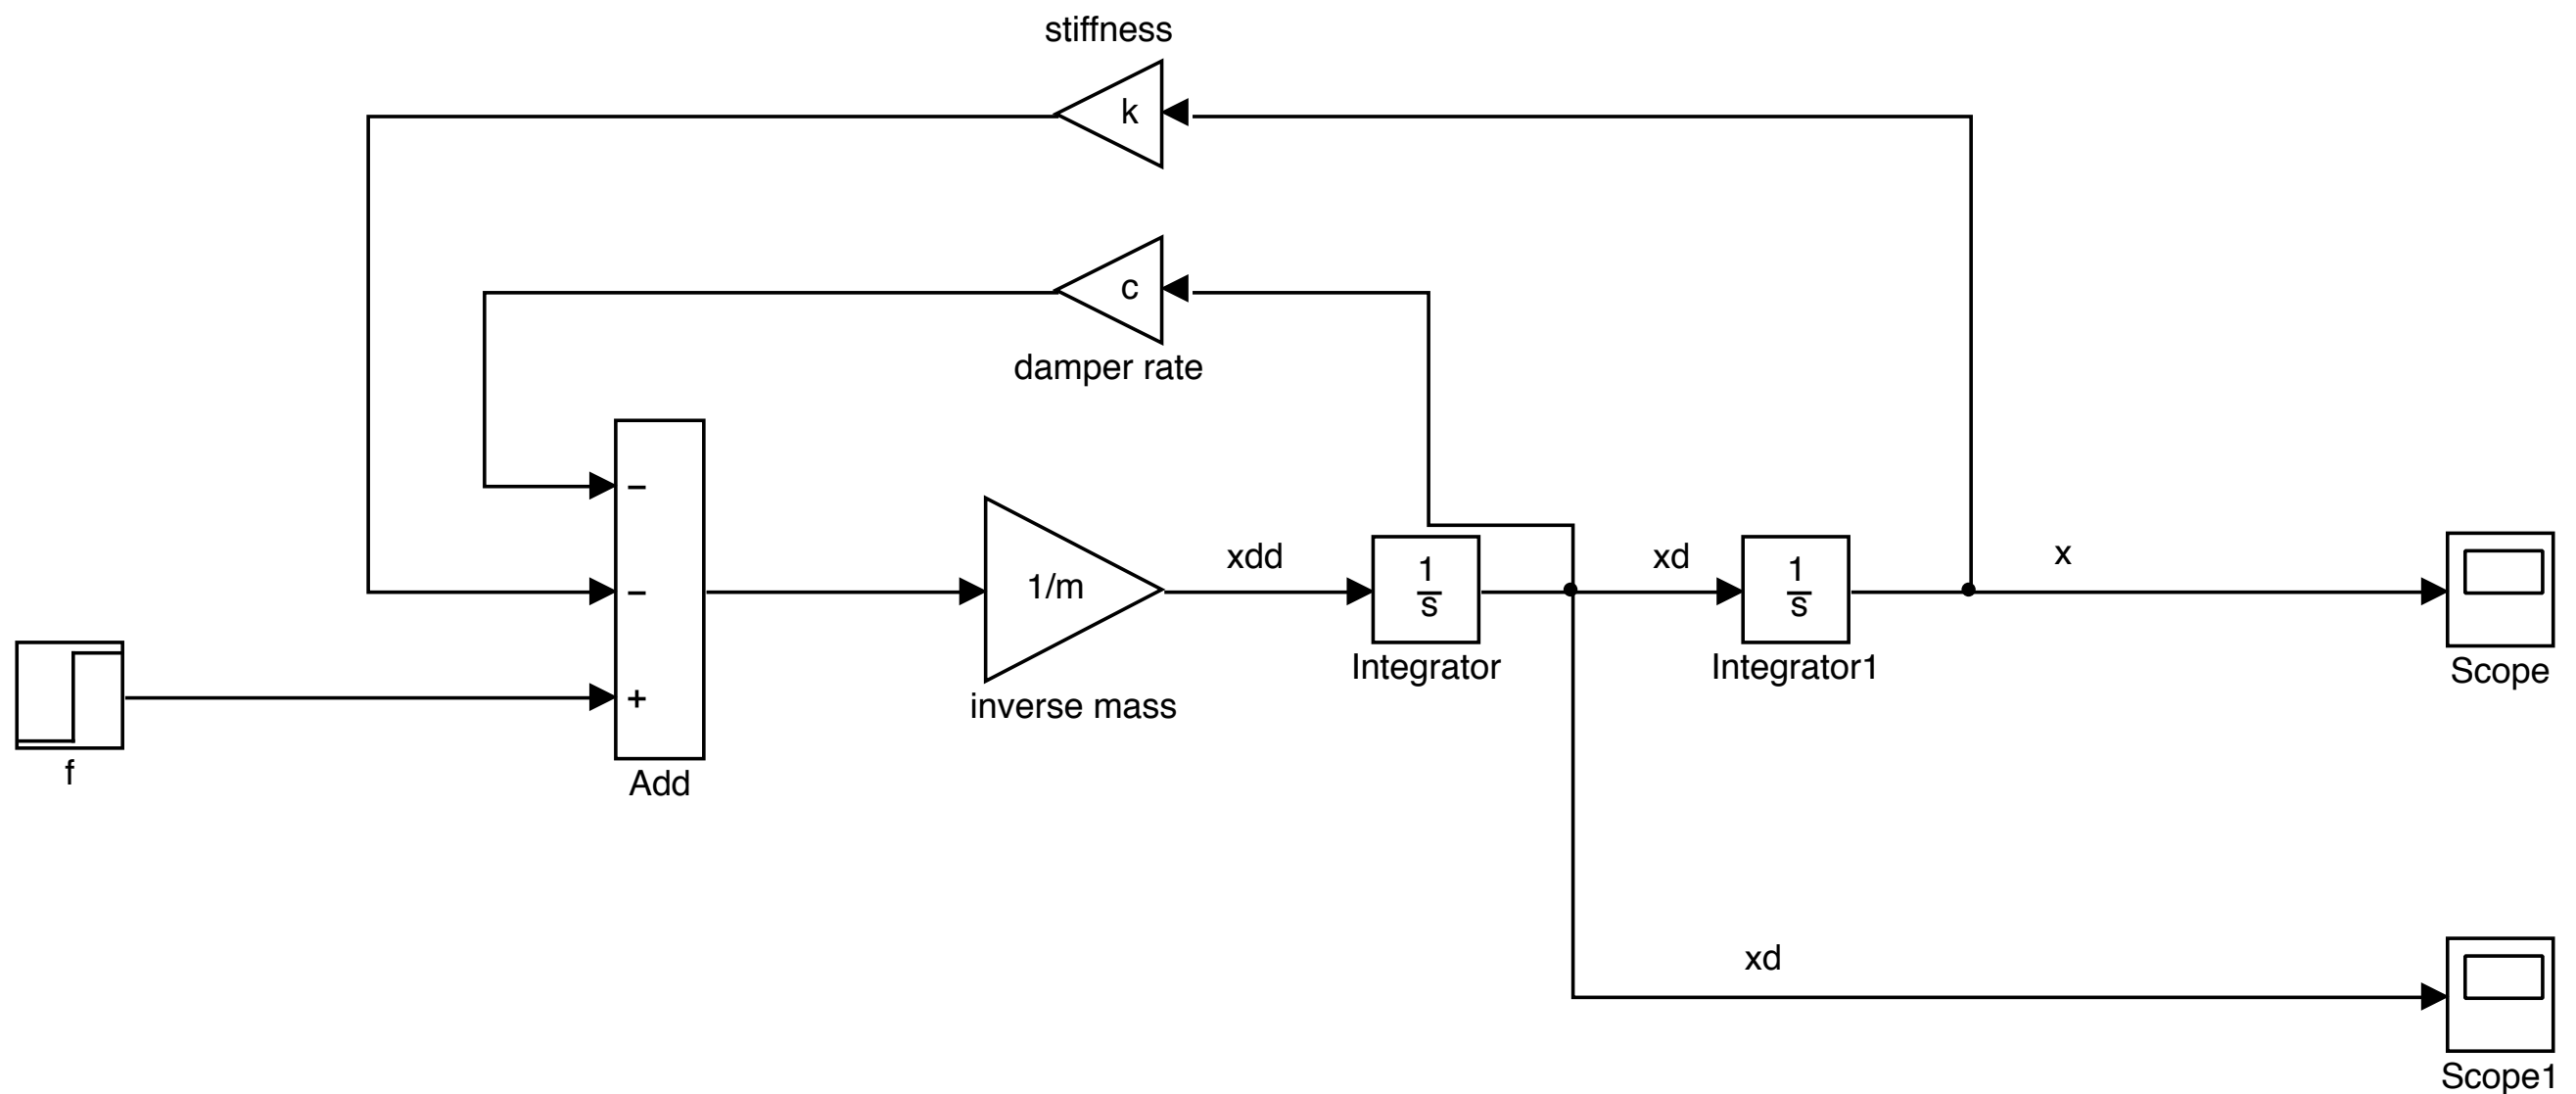 stiffness
k
c
damper rate
−
−
+
f
Add
1/m
inverse mass
xdd
1
s
Integrator
xd
1
s
Integrator1
x
Scope
xd
Scope1